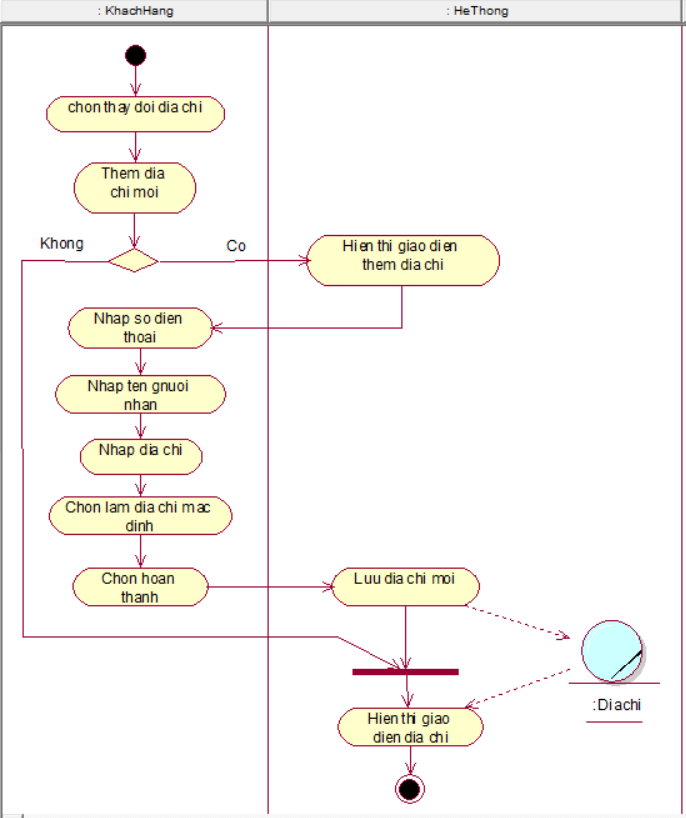 : KhachHang
: HeThong
chon thay doi dia chi
Them dia
chi moi
Khong
Co
Hien thi giao dien
them dia chi
Nhap so dien
thoai
Nhap ten gnuoi
nhan
Nhap dia chi
Chon lam dia chi mac
dinh
Chon hoan
thanh
Luu dia chi moi
:Diachi
Hien thi giao
dien dia chi